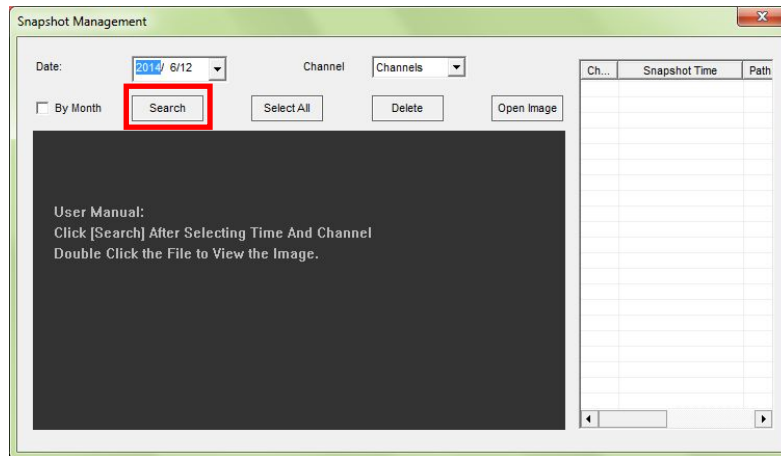 Snapshot Management
Date:
2014/ 6/12
Channel
Channels
By Month
Search
Select All
Delete
Open Image
Ch...
Snapshot Time
Path
User Manual:
Click [Search] After Selecting Time And Channel
Double Click the File to View the Image.